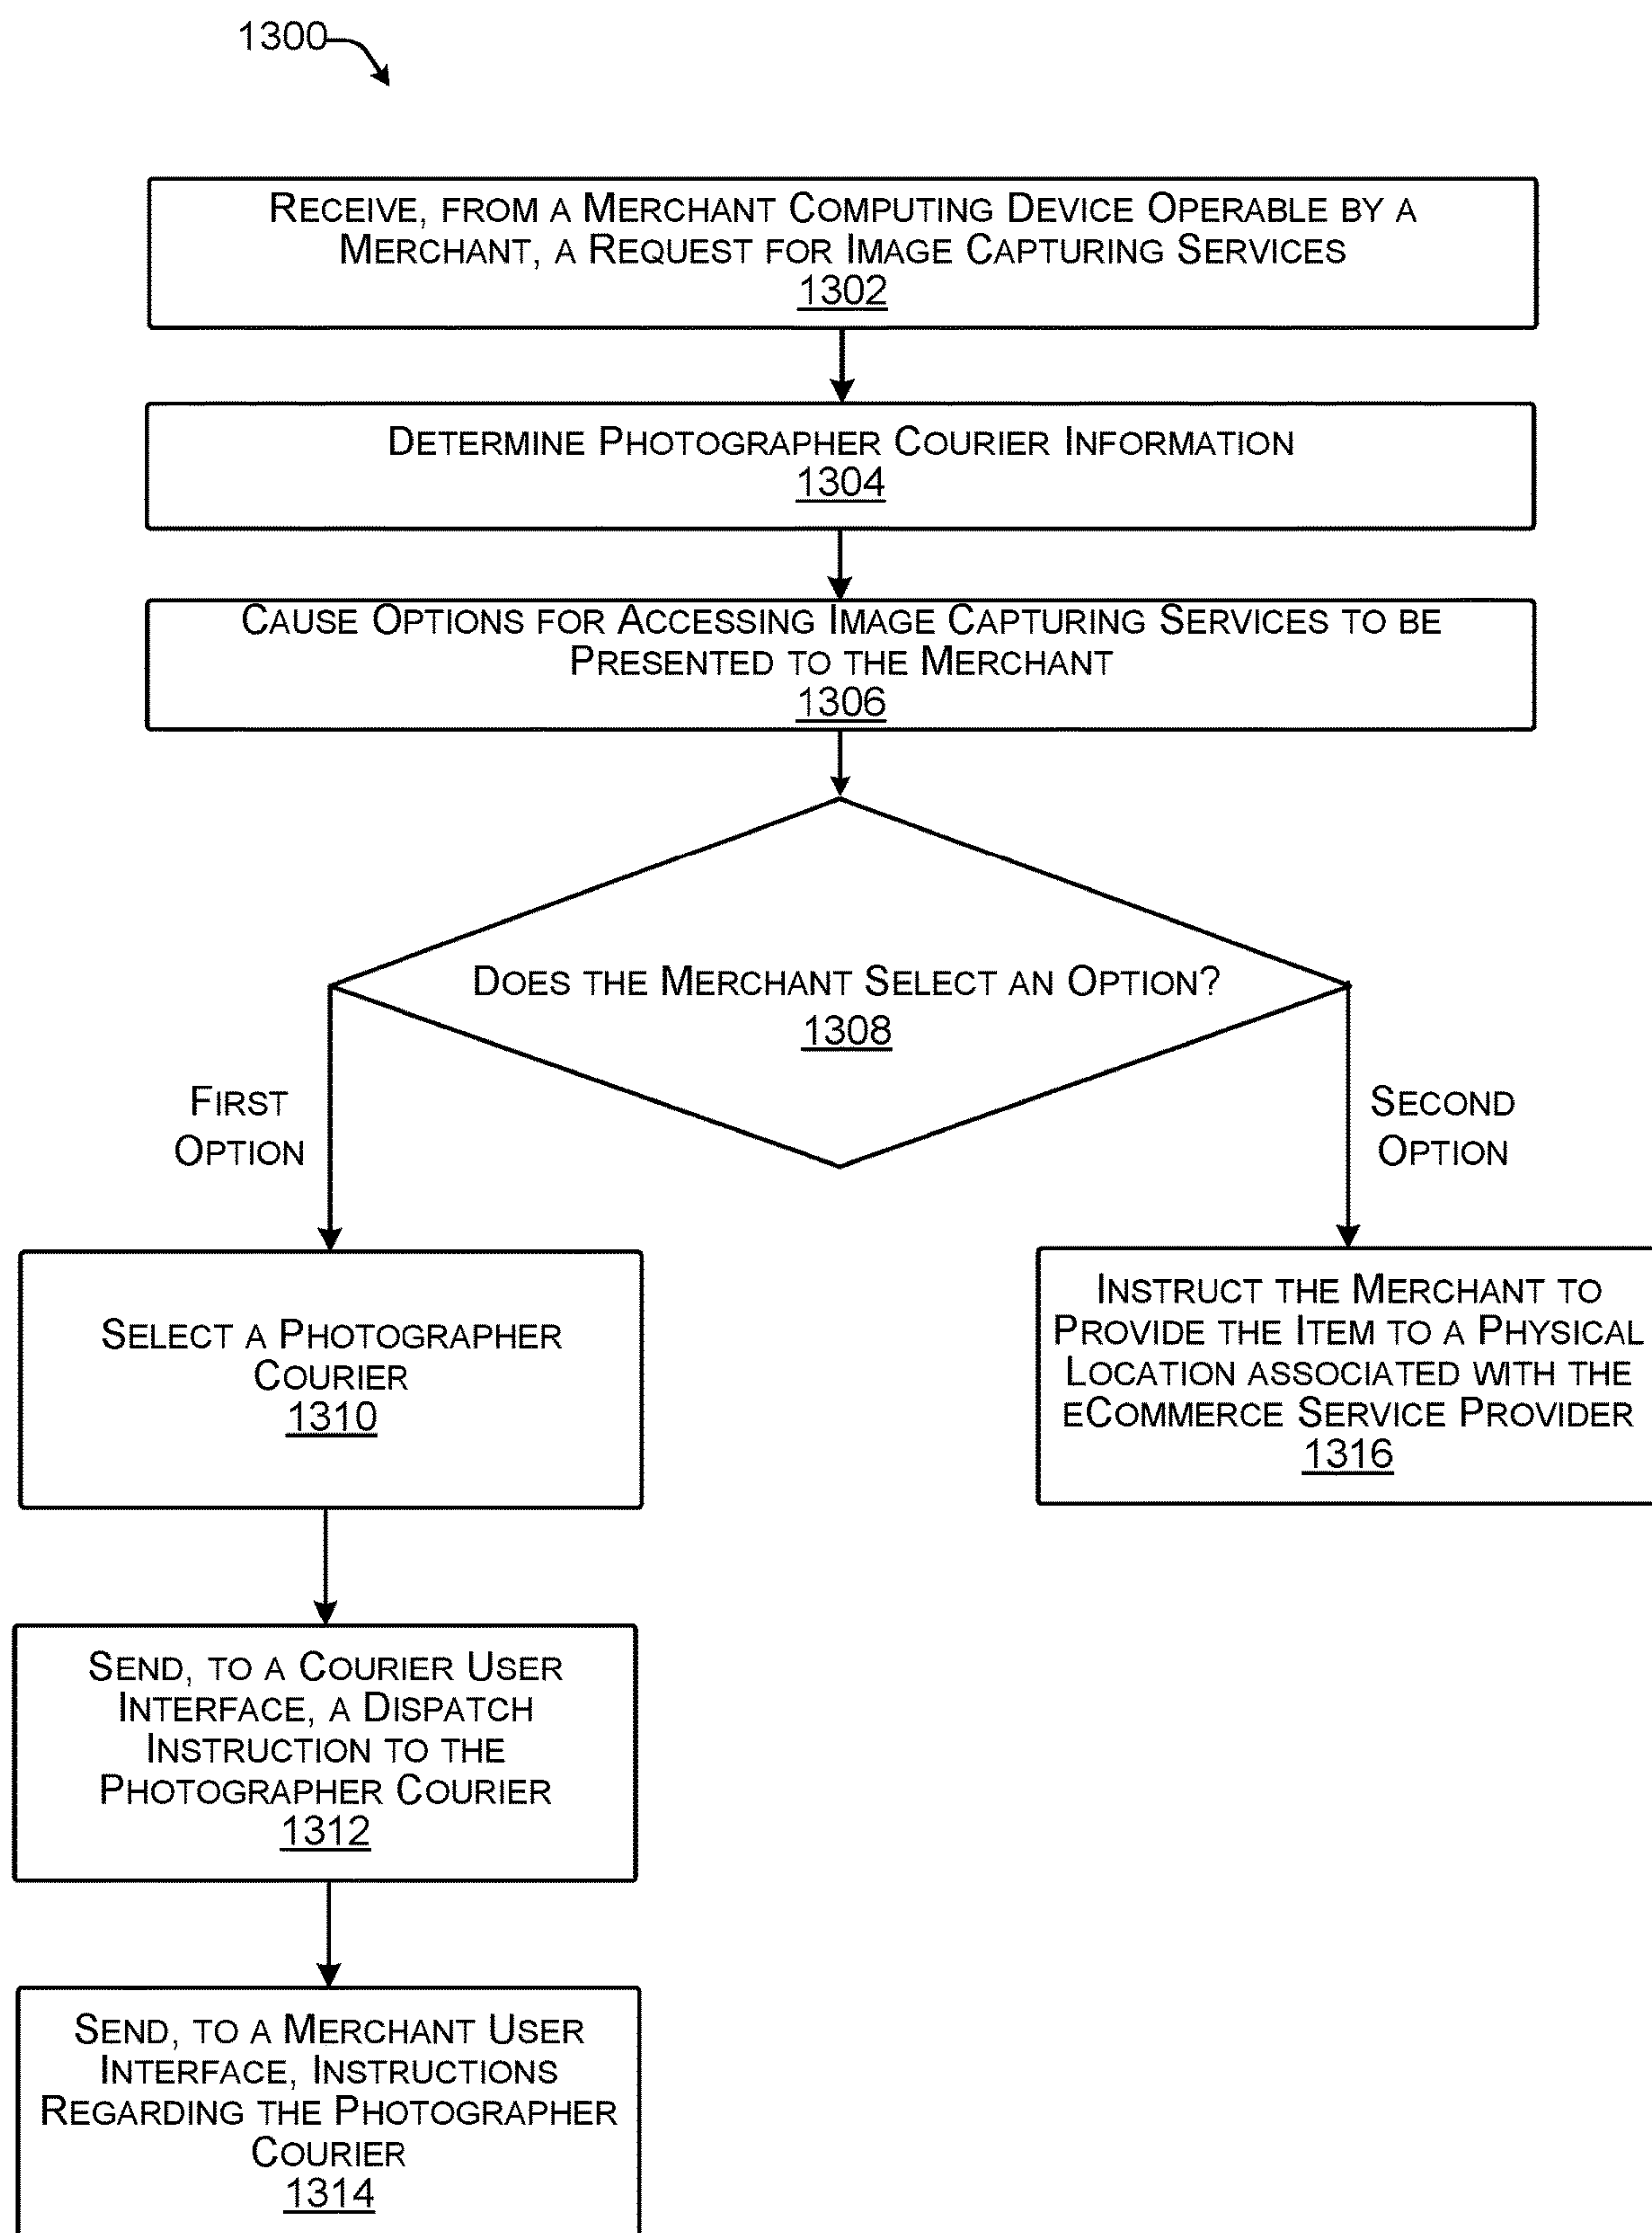 1300
RECEIVE, FROM A MERCHANT COMPUTING DEVICE OPERABLE BY A
MERCHANT, A REQUEST FOR IMAGE CAPTURING SERVICES
1302
DETERMINE PHOTOGRAPHER COURIER INFORMATION
1304
CAUSE OPTIONS FOR ACCESSING IMAGE CAPTURING SERVICES TO BE
PRESENTED TO THE MERCHANT
1306
DOES THE MERCHANT SELECT AN OPTION?
1308
FIRST
OPTION
SECOND
OPTION
SELECT A PHOTOGRAPHER
COURIER
1310
INSTRUCT THE MERCHANT TO
PROVIDE THE ITEM TO A PHYSICAL
LOCATION ASSOCIATED WITH THE
ECOMMERCE SERVICE PROVIDER
1316
SEND, TO A COURIER USER
INTERFACE, A DISPATCH
INSTRUCTION TO THE
PHOTOGRAPHER COURIER
1312
SEND, TO A MERCHANT USER
INTERFACE, INSTRUCTIONS
REGARDING THE PHOTOGRAPHER
COURIER
1314